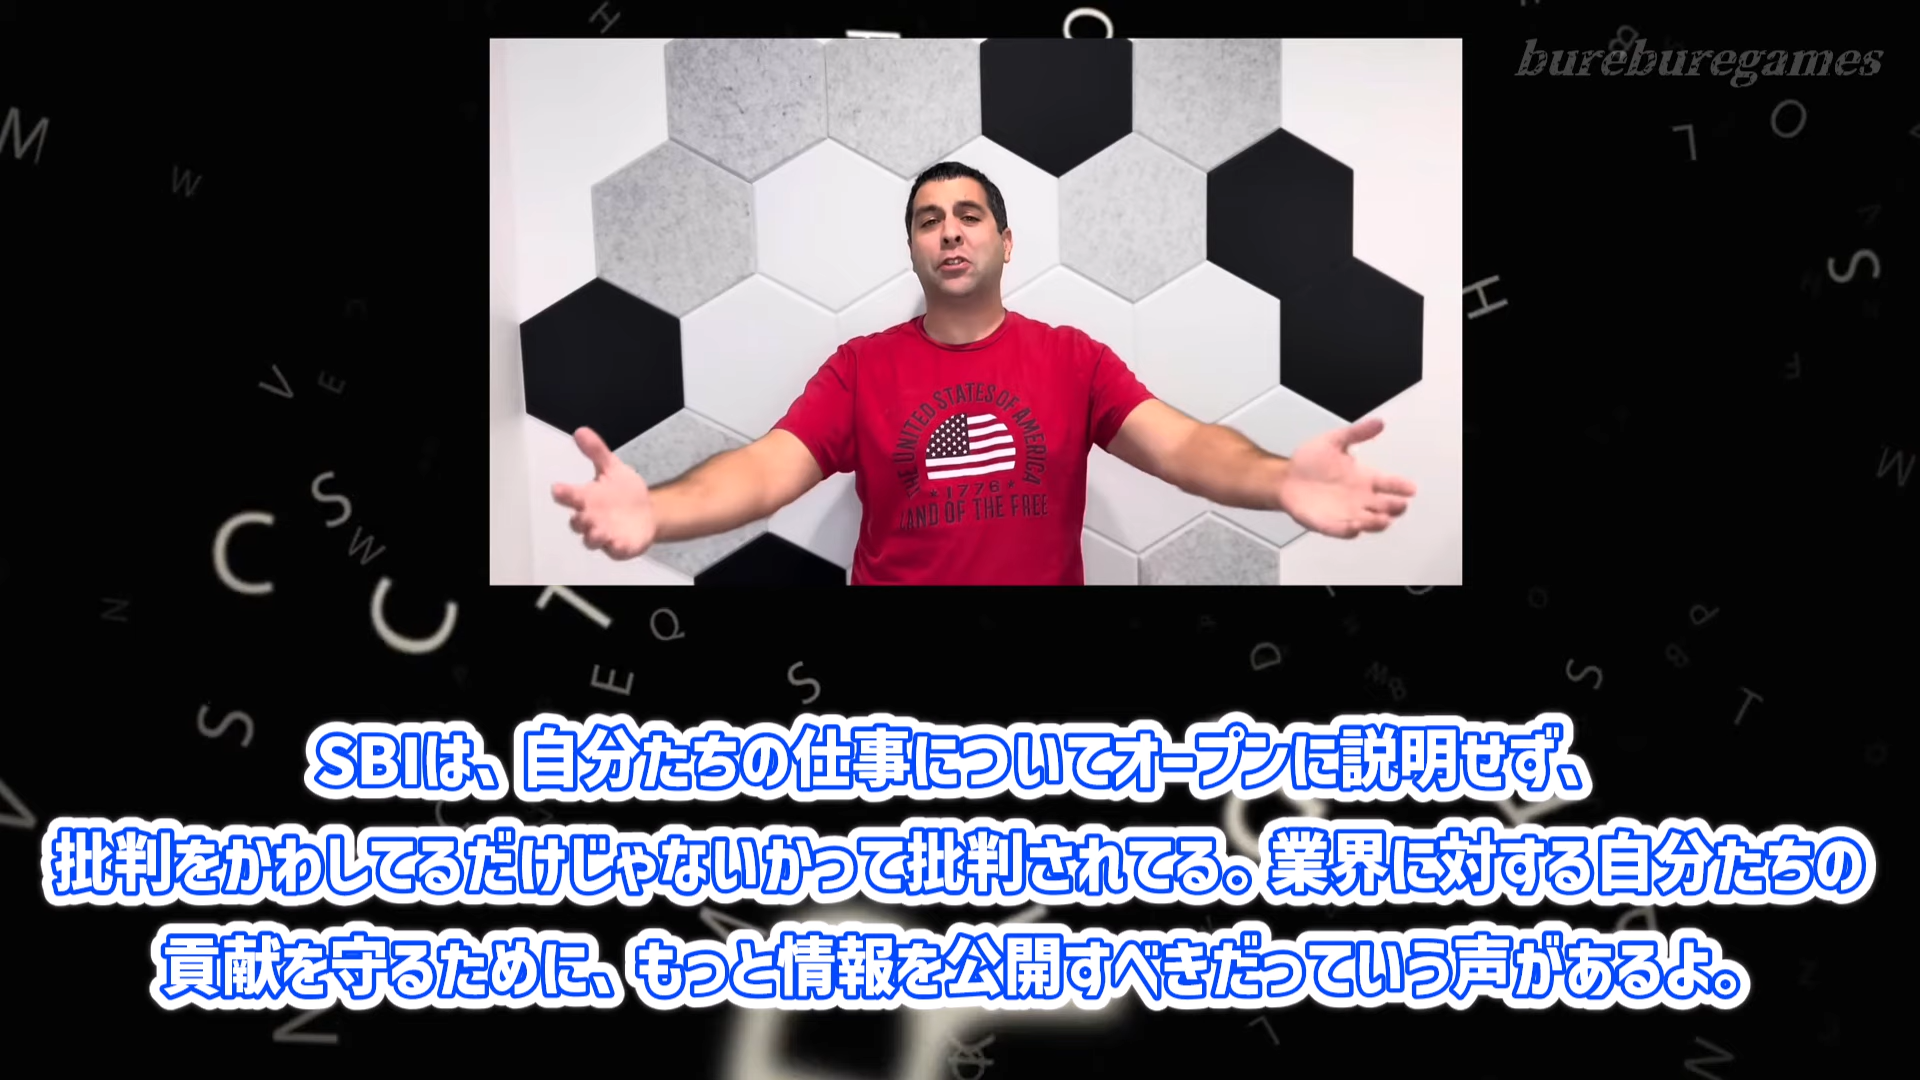 bureburegames
THE UNITED STATES OF AMERICA
★1776★
LAND OF THE FREE
SBIは、自分たちの仕事についてオープンに説明せず、
批判をかわしてるだけじゃないかって批判されてる。業界に対する自分たちの
貢献を守るために、もっと情報を公開すべきだっていう声があるよ。